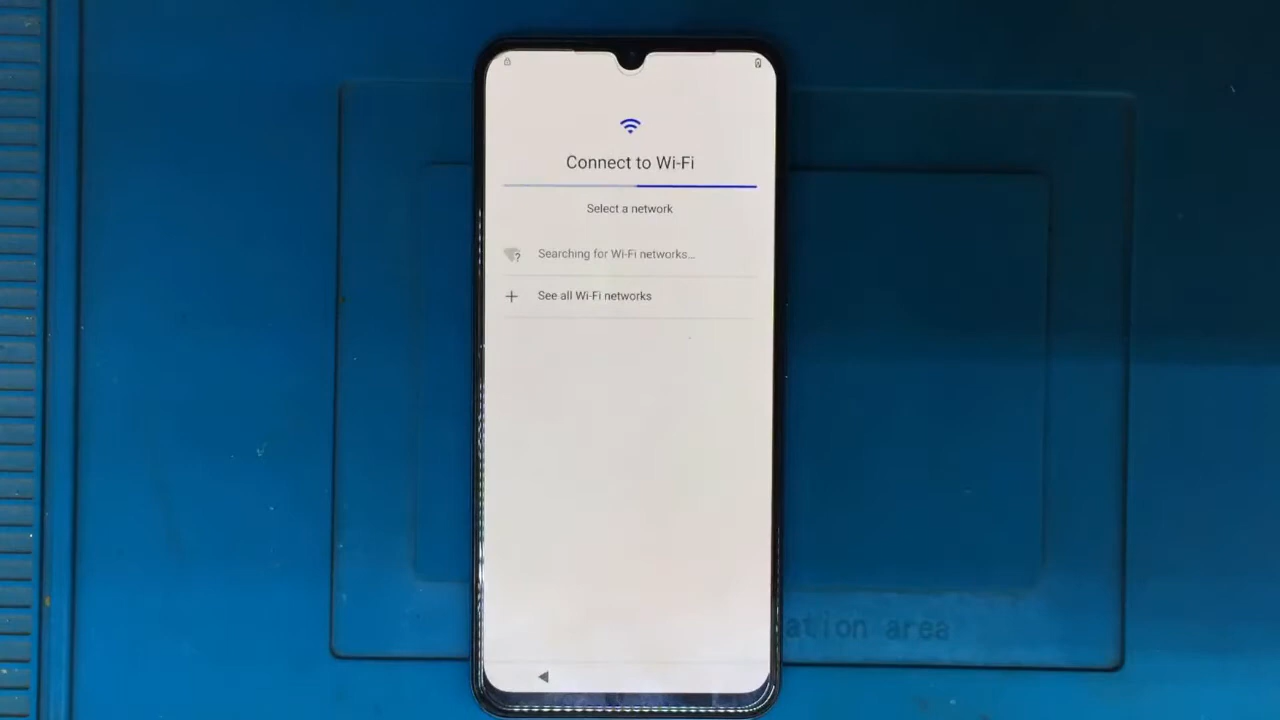 Connect to Wi-Fi
Select a network
Searching for Wi-Fi networks...
See all Wi-Fi networks
ation area